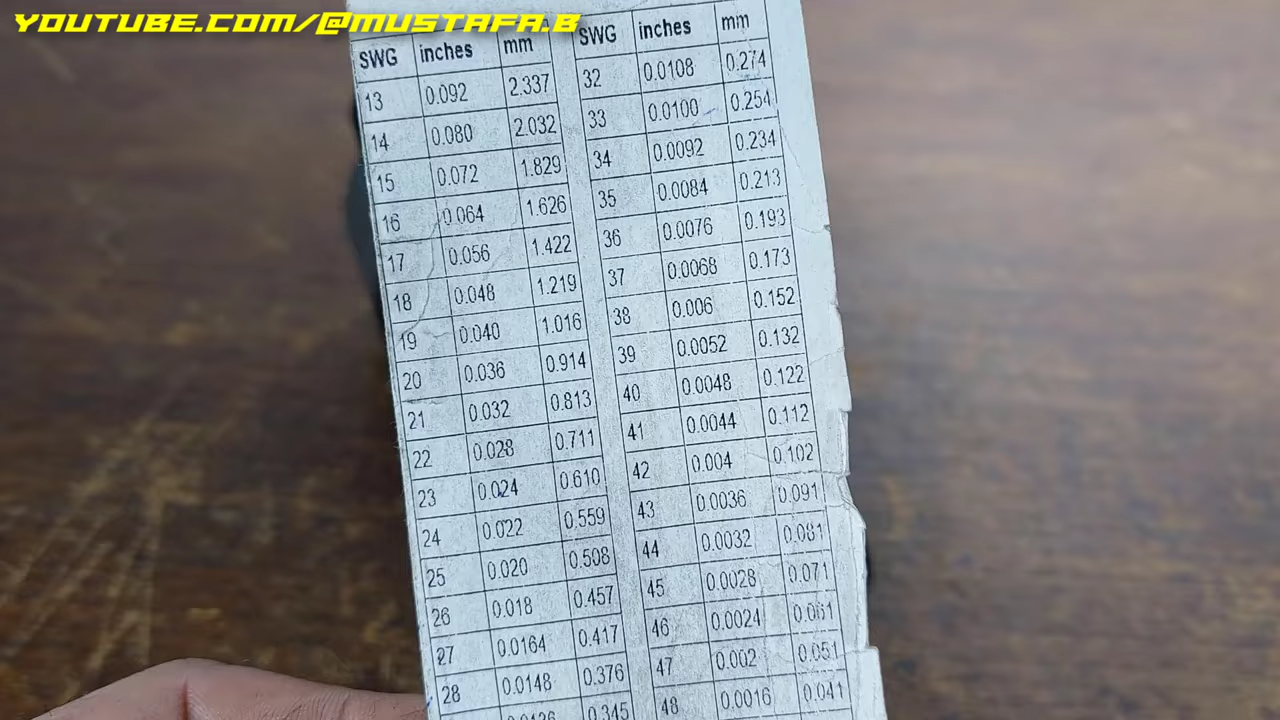 YOUTUBE.COM/@MUSTAFA.B
SWG inches mm SWG inches mm
13 0.092 2.337 32 0.0108 0.274
14 0.080 2.032 33 0.0100 0.254
15 0.072 1.829 34 0.0092 0.234
16 0.064 1.626 35 0.0084 0.213
17 0.056 1.422 36 0.0076 0.193
18 0.048 1.219 37 0.0068 0.173
19 0.040 1.016 38 0.006 0.152
20 0.036 0.914 39 0.0052 0.132
21 0.032 0.813 40 0.0048 0.122
22 0.028 0.711 41 0.0044 0.112
23 0.024 0.610 42 0.004 0.102
24 0.022 0.559 43 0.0036 0.091
25 0.020 0.508 44 0.0032 0.081
26 0.018 0.457 45 0.0028 0.071
27 0.0164 0.417 46 0.0024 0.061
28 0.0148 0.376 47 0.002 0.051
0.345 48 0.0016 0.041